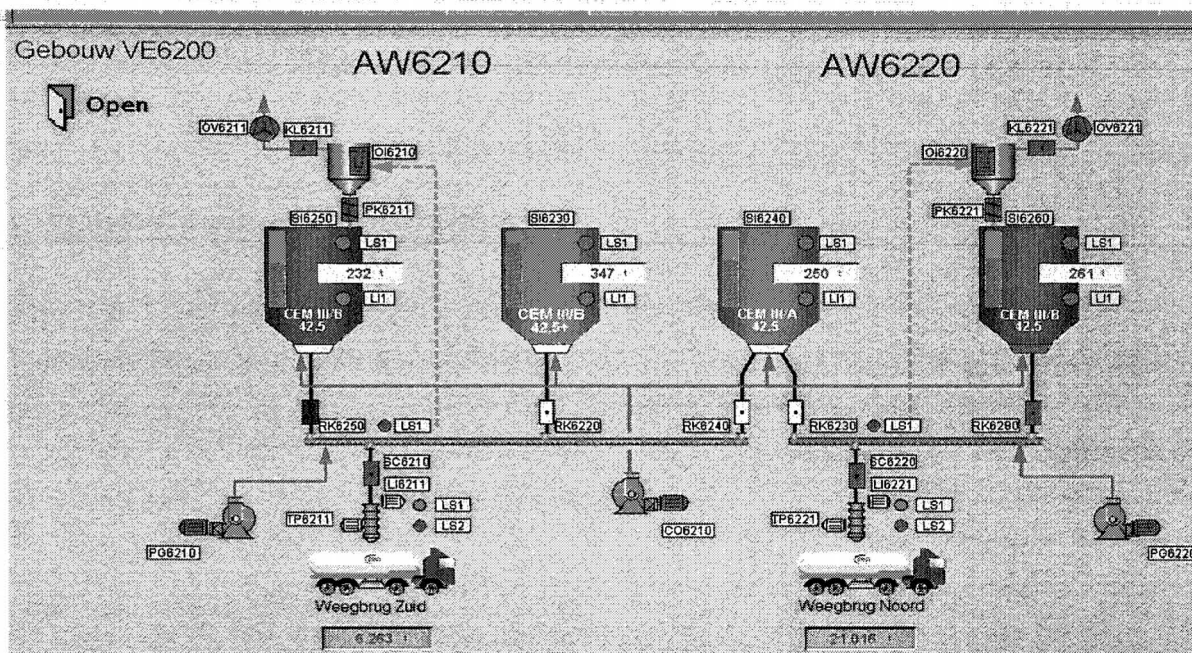 Gebouw VE6200
AW6210
AW6220
Open
OV6211
KL6211
OI6210
OI6220
KL6221
OV6221
PK6211
PK6221
SI6250
SI6230
SI6240
SI6260
LS1
LS1
LS1
LS1
232 t
347 t
250 t
261 t
LI1
LI1
LI1
LI1
CEM III/B
42.5
CEM III/B
42.5+
CEM III/A
42.5
CEM III/B
42.5
RK6250
LS1
RK6220
RK6240
RK6230
LS1
RK6280
SC6210
SC6220
LI6211
LI6221
LS1
LS1
TP6211
LS2
CO6210
TP6221
LS2
PG6210
PG6220
Weegbrug Zuid
Weegbrug Noord
6.263 t
21.016 t